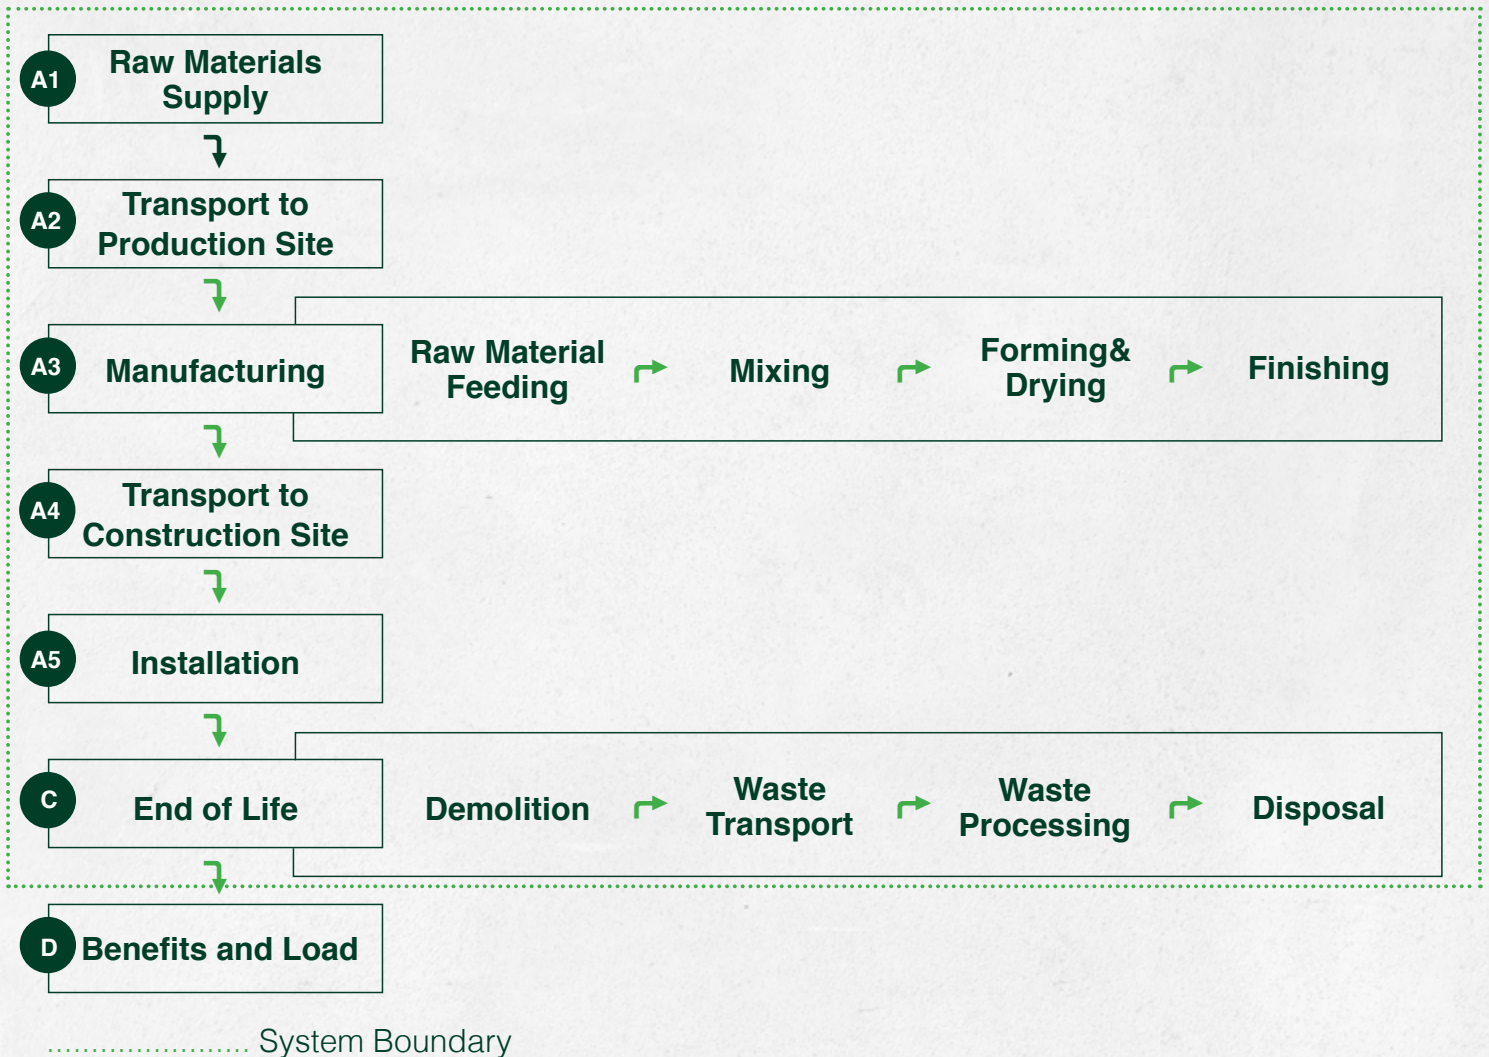 A1
Raw Materials
Supply
A2
Transport to
Production Site
A3
Manufacturing
Raw Material
Feeding
Mixing
Forming&
Drying
Finishing
A4
Transport to
Construction Site
A5
Installation
C
End of Life
Demolition
Waste
Transport
Waste
Processing
Disposal
D
Benefits and Load
...................... System Boundary